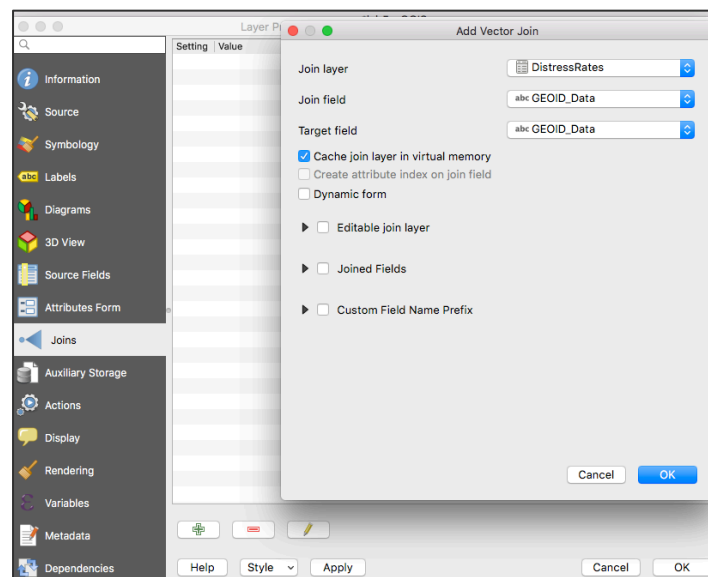 Layer Pr
Add Vector Join
Setting Value
Information
Source
Symbology
abc Labels
Diagrams
3D View
Source Fields
Attributes Form
Joins
Auxiliary Storage
Actions
Display
Rendering
Variables
Metadata
Dependencies
Join layer DistressRates
Join field abc GEOID_Data
Target field abc GEOID_Data
Cache join layer in virtual memory
Create attribute index on join field
Dynamic form
Editable join layer
Joined Fields
Custom Field Name Prefix
Cancel OK
Help Style Apply Cancel OK